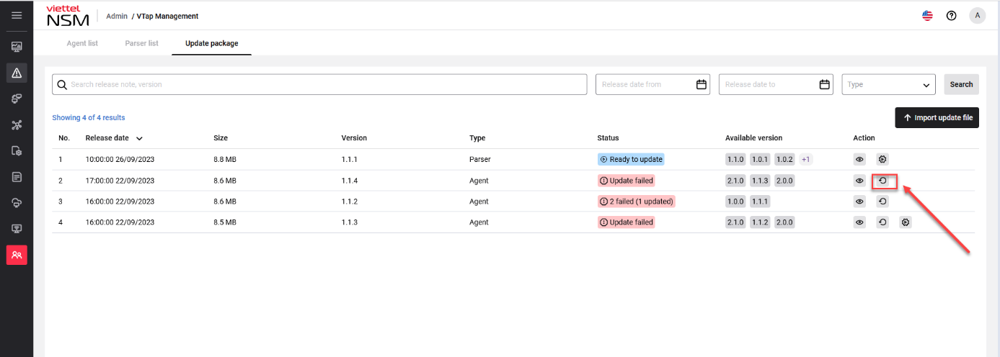 viettel
NSM
Admin / VTap Management
A
Agent list Parser list Update package
Search release note, version Release date from Release date to Type Search
Showing 4 of 4 results Import update file
No. Release date Size Version Type Status Available version Action
1 10:00:00 26/09/2023 8.8 MB 1.1.1 Parser Ready to update 1.1.0 1.0.1 1.0.2 +1
2 17:00:00 22/09/2023 8.6 MB 1.1.4 Agent Update failed 2.1.0 1.1.3 2.0.0
3 16:00:00 22/09/2023 8.6 MB 1.1.2 Agent 2 failed (1 updated) 1.0.0 1.1.1
4 16:00:00 22/09/2023 8.5 MB 1.1.3 Agent Update failed 2.1.0 1.1.2 2.0.0